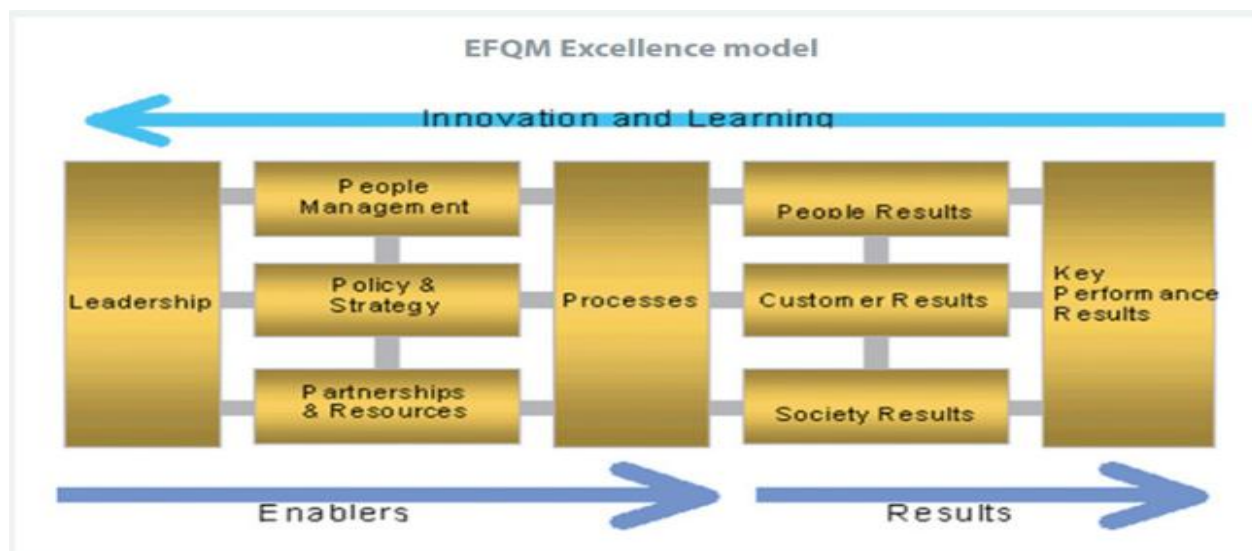 EFQM Excellence model
Innovation and Learning
Leadership
People
Management
Policy &
Strategy
Partnerships
& Resources
Processes
People Results
Customer Results
Society Results
Key
Performance
Results
Enablers
Results